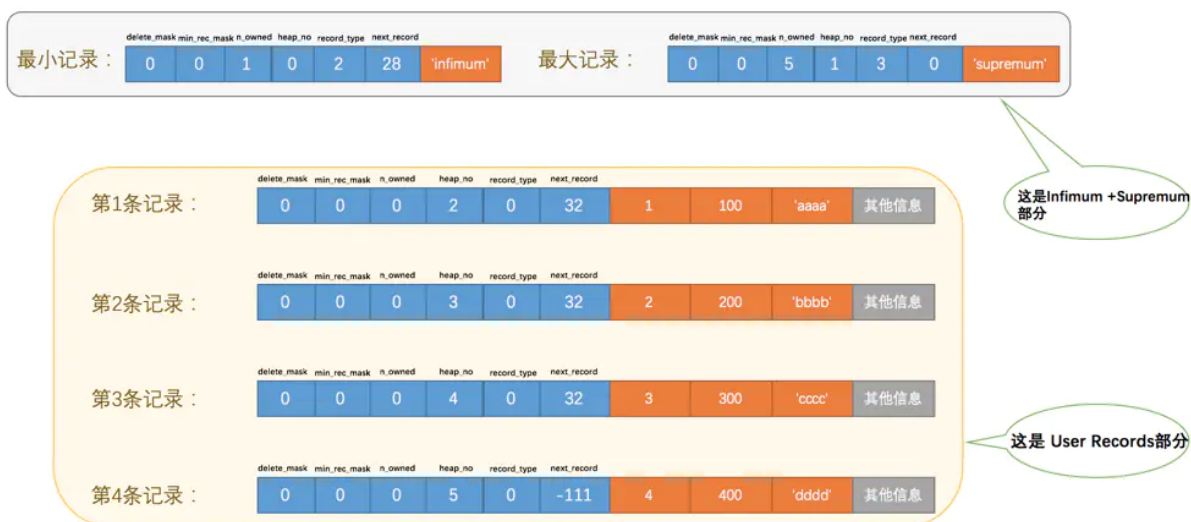 delete_mask min_rec_mask n_owned heap_no record_type next_record
最小记录： 0 0 1 0 2 28 'infimum'
delete_mask min_rec_mask n_owned heap_no record_type next_record
最大记录： 0 0 5 1 3 0 'supremum'
这是Infimum +Supremum
部分
delete_mask min_rec_mask n_owned heap_no record_type next_record
第1条记录： 0 0 0 2 0 32 1 100 'aaaa' 其他信息
delete_mask min_rec_mask n_owned heap_no record_type next_record
第2条记录： 0 0 0 3 0 32 2 200 'bbbb' 其他信息
delete_mask min_rec_mask n_owned heap_no record_type next_record
第3条记录： 0 0 0 4 0 32 3 300 'cccc' 其他信息
这是 User Records部分
delete_mask min_rec_mask n_owned heap_no record_type next_record
第4条记录： 0 0 0 5 0 -111 4 400 'dddd' 其他信息